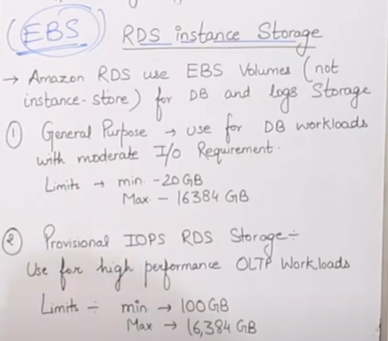 (EBS) RDS instance Storage
→ Amazon RDS use EBS Volumes (not
instance-store) for DB and logs Storage
① General Purpose → use for DB workloads
with moderate I/O Requirement.
Limits → min - 20 GB
Max - 16384 GB
② Provisional IOPS RDS Storage ÷
Use for high performance OLTP Workloads
Limits ÷ min → 100 GB
Max → 16,384 GB